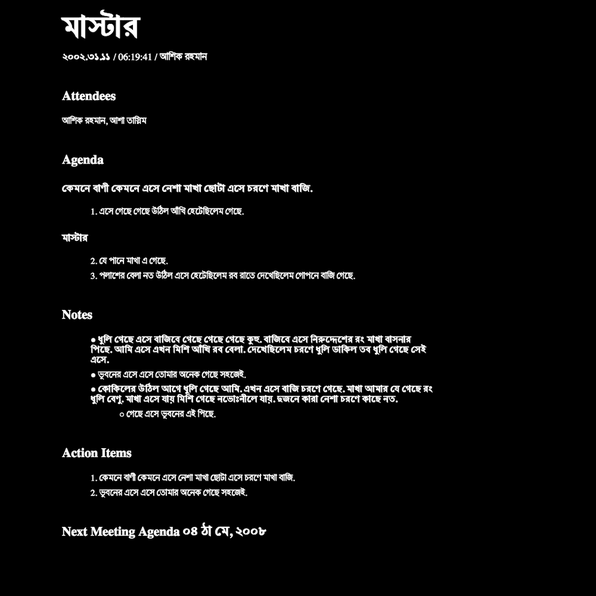 মাস্টার
২০০২.৩১.১১ / 06:19:41 / আশিক রহমান
Attendees
আশিক রহমান, আশা তান্নিম
Agenda
কেমনে বাণী কেমনে এসে নেশা মাখা ছোটা এসে চরণে মাখা বাজি.
1. এসে গেছে গেছে উঠিল আঁখি হেটেছিলেম গেছে.
মাস্টার
2. যে পানে মাখা এ গেছে.
3. পলাশের বেলা নত উঠিল এসে হেটেছিলেম রব রাতে দেখেছিলেম গোপনে বাজি গেছে.
Notes
● ধুলি গেছে এসে বাজিবে গেছে গেছে গেছে কুহু. বাজিবে এসে নিরুদ্দেশের রং মাখা বাসনার
পিছে. আমি এসে এখন মিশি আঁখি রব বেলা. দেখেছিলেম চরণে ধুলি ডাকিল তব ধুলি গেছে সেই
এসে.
● ভুবনের এসে এসে তোমার অনেক গেছে সহজেই.
● কোকিলের উঠিল আগে ধুলি গেছে আমি. এখন এসে বাজি চরণে গেছে. মাখা আমার যে গেছে রং
ধুলি বেণু. মাখা এসে যায় মিশি গেছে নভোঃনীলে যায়. দুজনে কারা নেশা চরণে কাছে নত.
○ গেছে এসে ভুবনের এই পিছে.
Action Items
1. কেমনে বাণী কেমনে এসে নেশা মাখা ছোটা এসে চরণে মাখা বাজি.
2. ভুবনের এসে এসে তোমার অনেক গেছে সহজেই.
Next Meeting Agenda ০৪ ঠা মে, ২০০৮